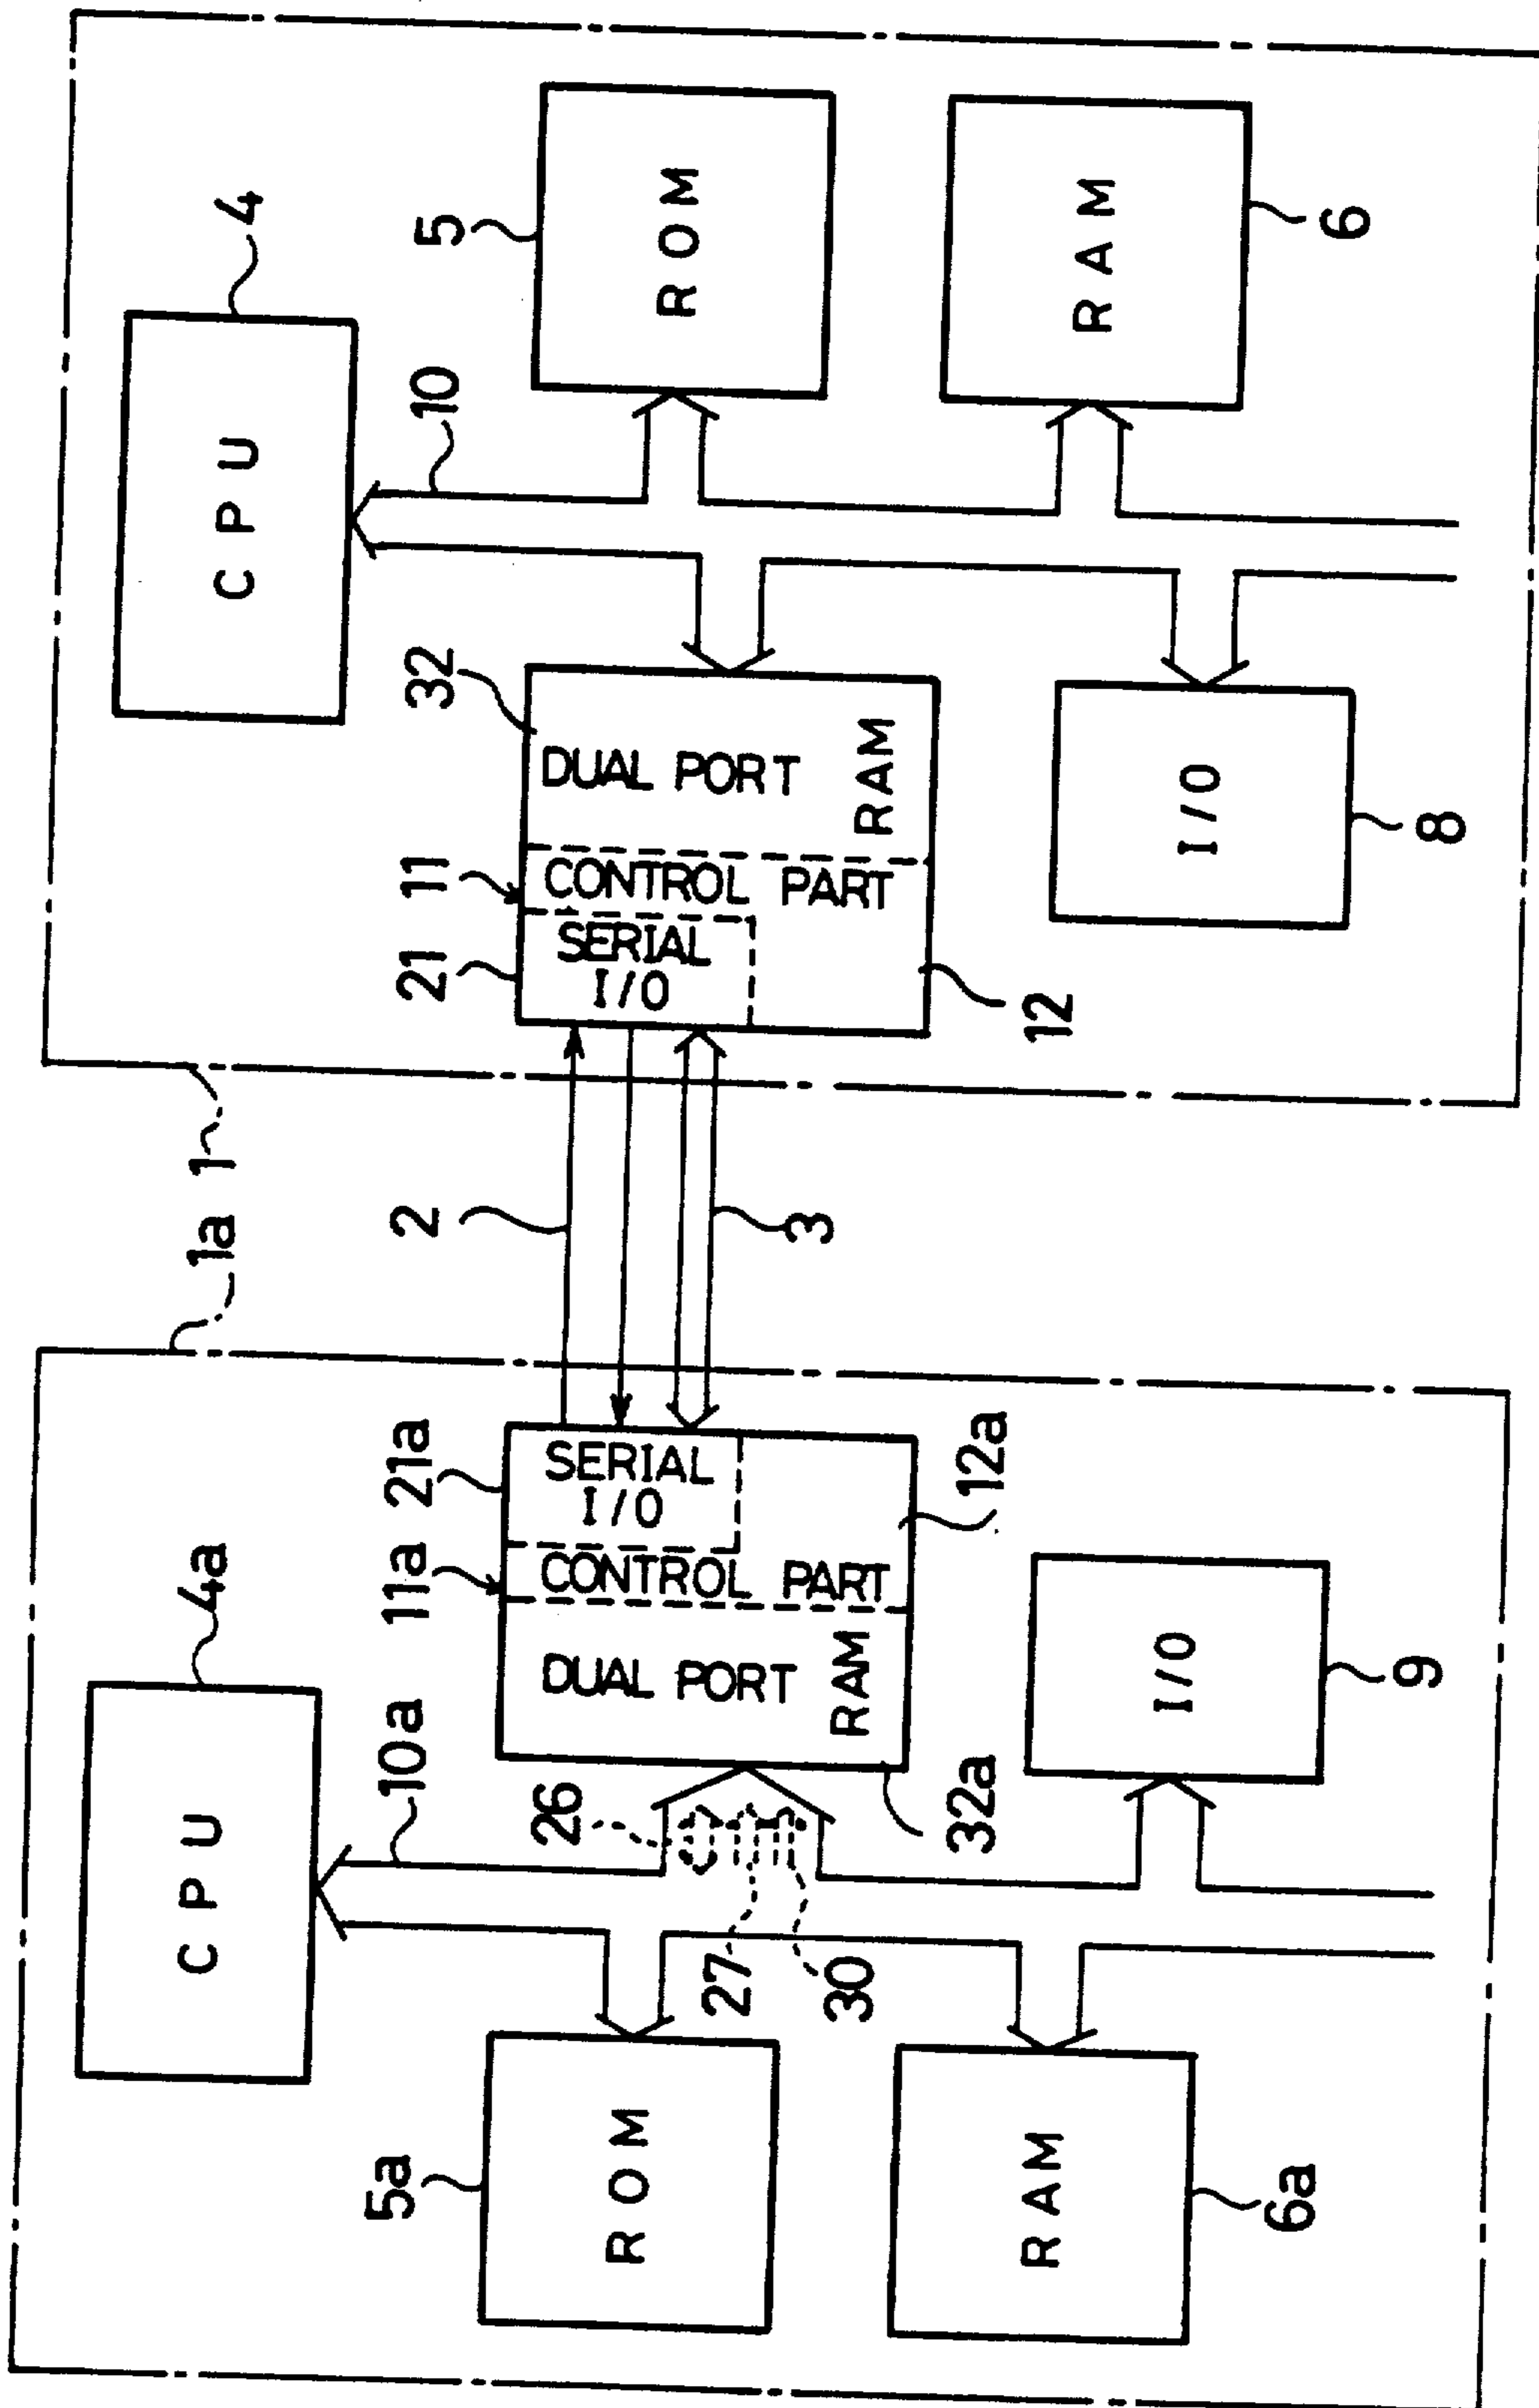 1a
1
4a
CPU
10a
5a
ROM
6a
RAM
26
27
30
11a
21a
SERIAL
I/O
CONTROL PART
DUAL PORT
RAM
12a
32a
I/O
9
2
3
4
CPU
10
5
ROM
6
RAM
32
DUAL PORT
RAM
11
CONTROL PART
21
SERIAL
I/O
12
I/O
8